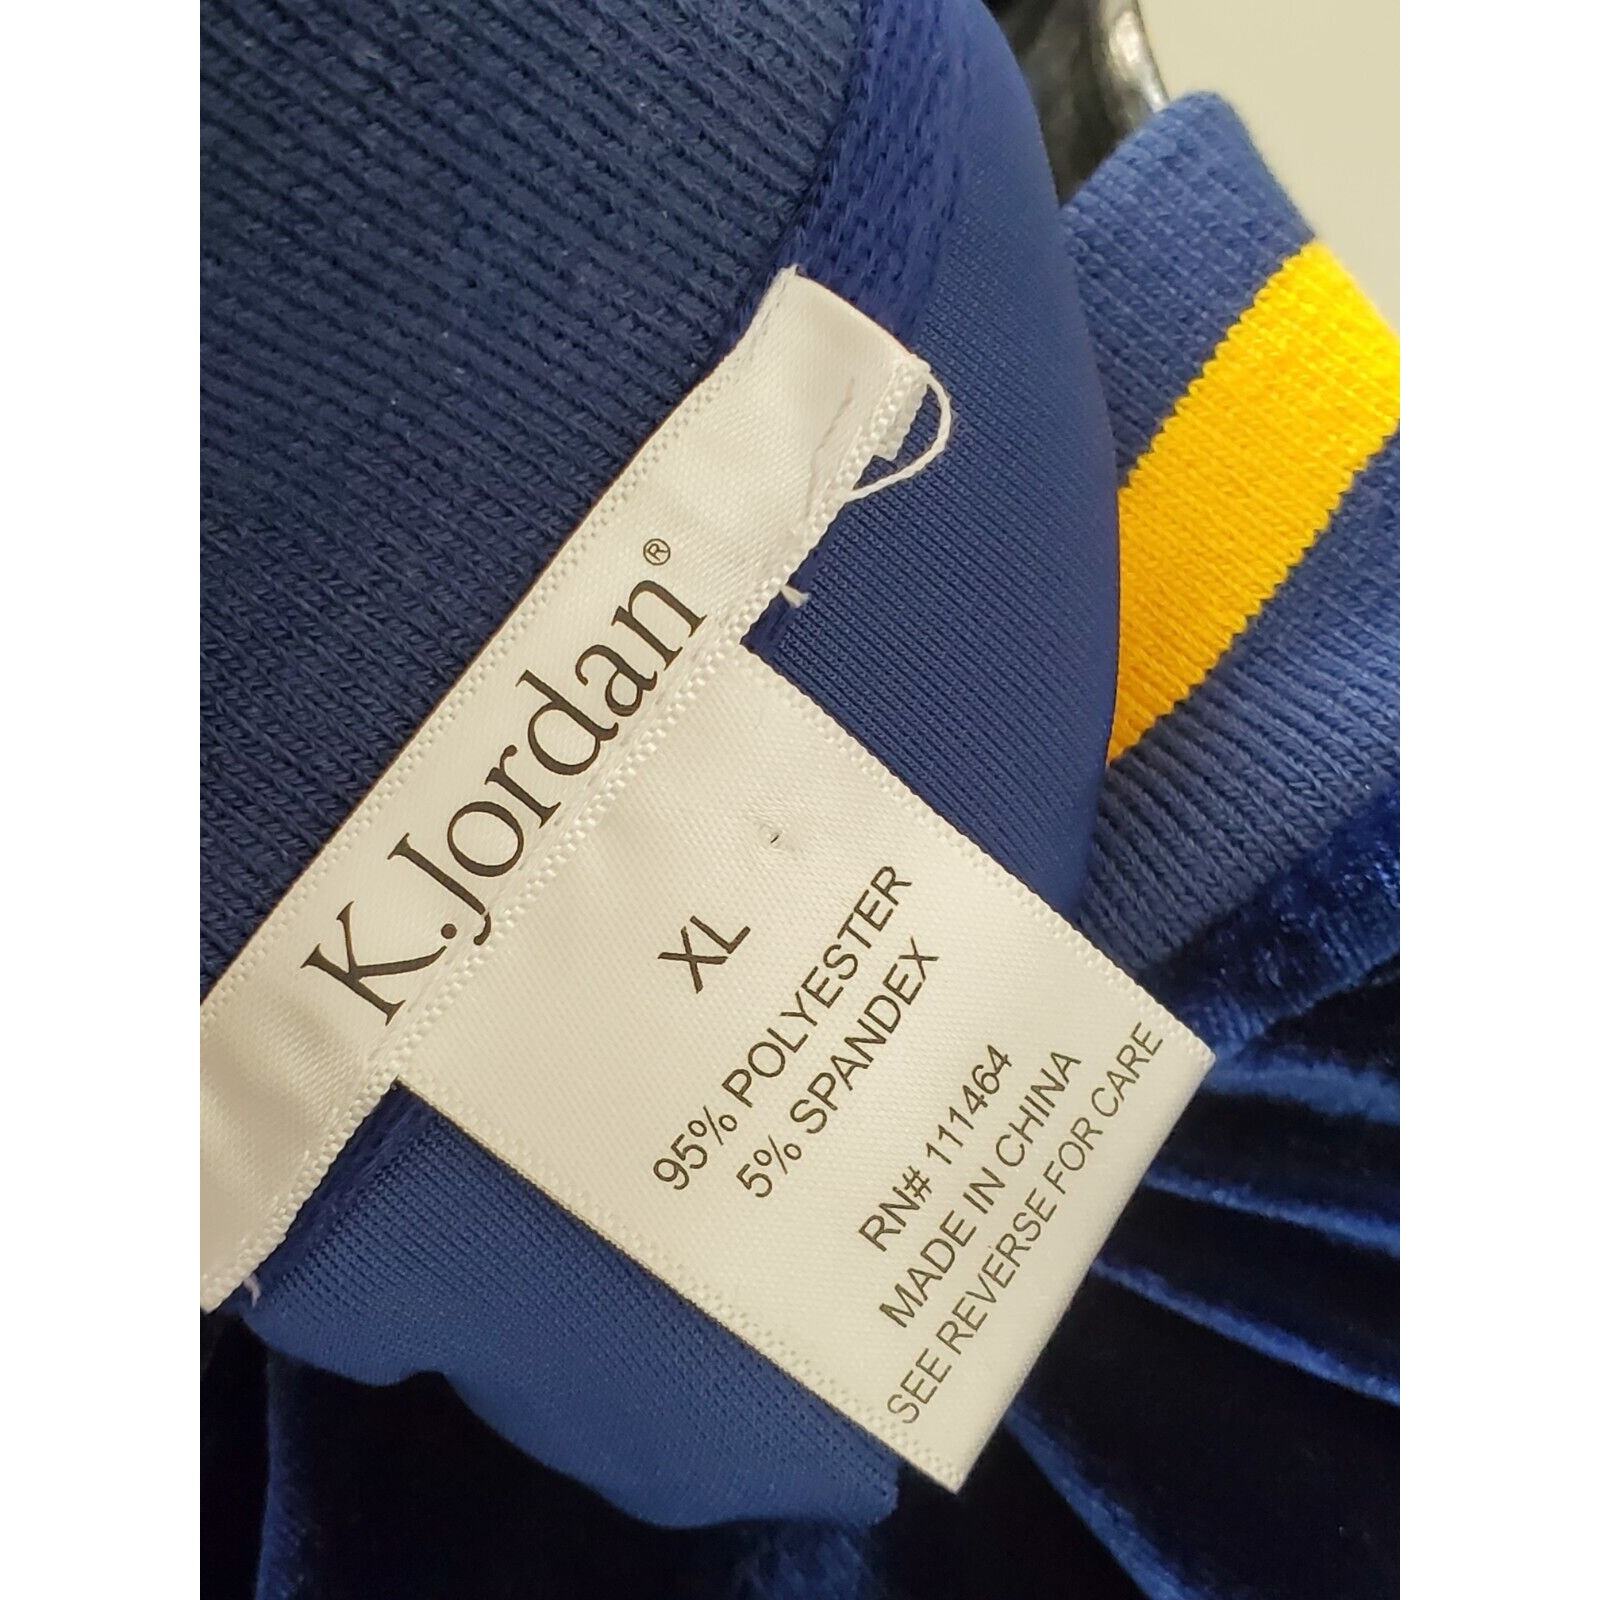 K.Jordan®
XL
95% POLYESTER
5% SPANDEX
RN# 111464
MADE IN CHINA
SEE REVERSE FOR CARE